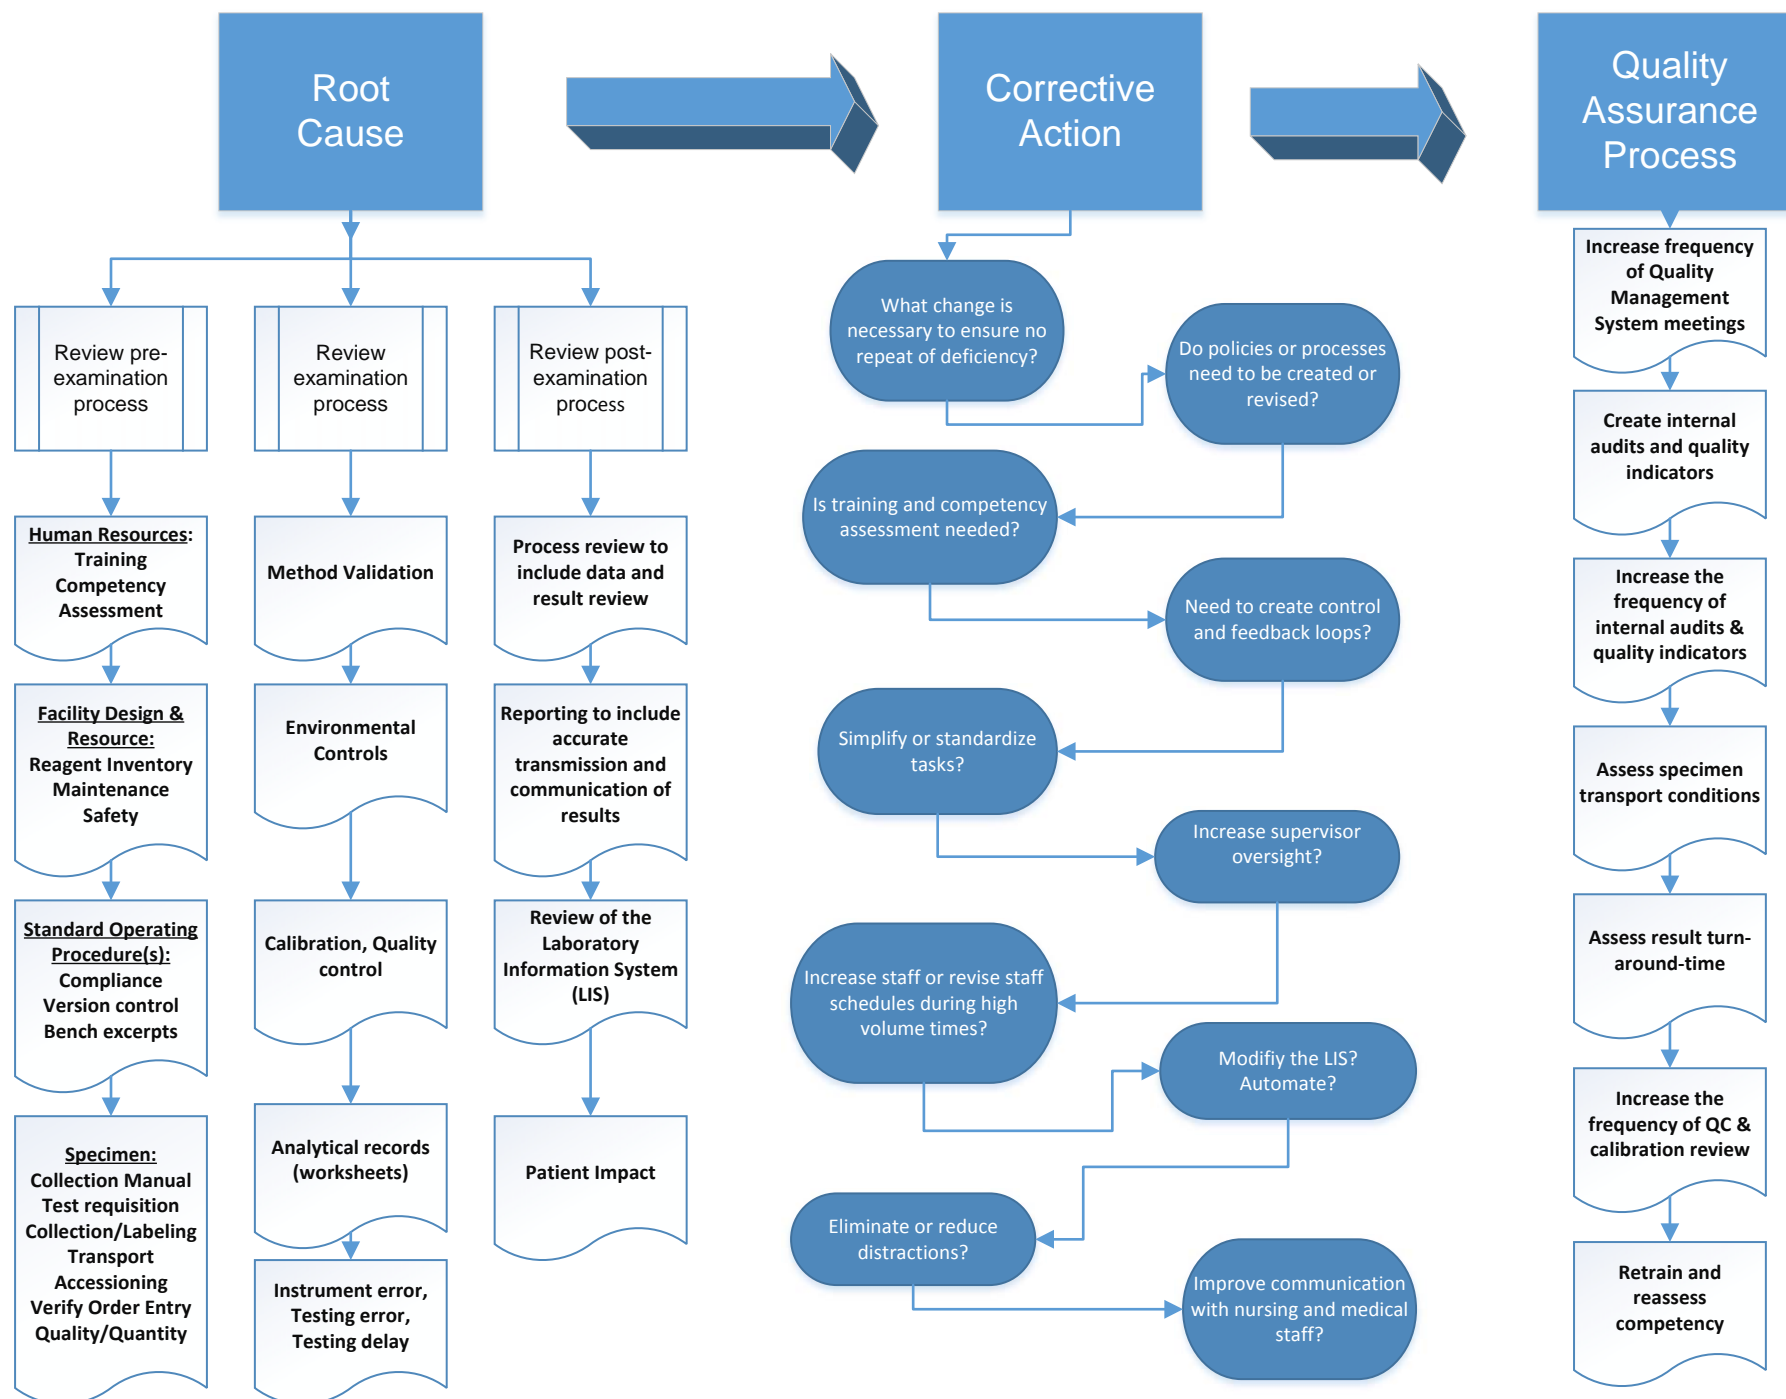 Root
Cause
Corrective
Action
Quality
Assurance
Process
Review pre-
examination
process
Human Resources:
Training
Competency
Assessment
Facility Design &
Resource:
Reagent Inventory
Maintenance
Safety
Standard Operating
Procedure(s):
Compliance
Version control
Bench excerpts
Specimen:
Collection Manual
Test requisition
Collection/Labeling
Transport
Accessioning
Verify Order Entry
Quality/Quantity
Review
examination
process
Method Validation
Environmental
Controls
Calibration, Quality
control
Analytical records
(worksheets)
Instrument error,
Testing error,
Testing delay
Review post-
examination
process
Process review to
include data and
result review
Reporting to include
accurate
transmission and
communication of
results
Review of the
Laboratory
Information System
(LIS)
Patient Impact
What change is
necessary to ensure no
repeat of deficiency?
Do policies or processes
need to be created or
revised?
Is training and competency
assessment needed?
Need to create control
and feedback loops?
Simplify or standardize
tasks?
Increase supervisor
oversight?
Increase staff or revise staff
schedules during high
volume times?
Modifiy the LIS?
Automate?
Eliminate or reduce
distractions?
Improve communication
with nursing and medical
staff?
Increase frequency
of Quality
Management
System meetings
Create internal
audits and quality
indicators
Increase the
frequency of
internal audits &
quality indicators
Assess specimen
transport conditions
Assess result turn-
around-time
Increase the
frequency of QC &
calibration review
Retrain and
reassess
competency